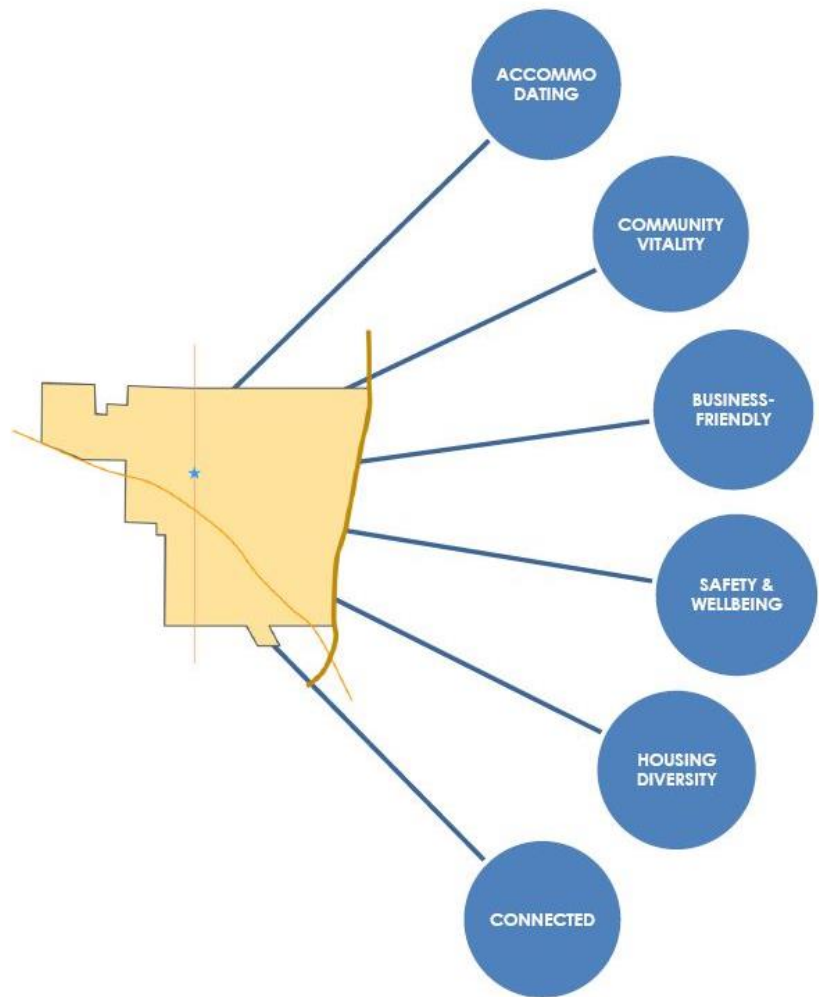 ACCOMMO
DATING
COMMUNITY
VITALITY
BUSINESS-
FRIENDLY
SAFETY &
WELLBEING
HOUSING
DIVERSITY
CONNECTED